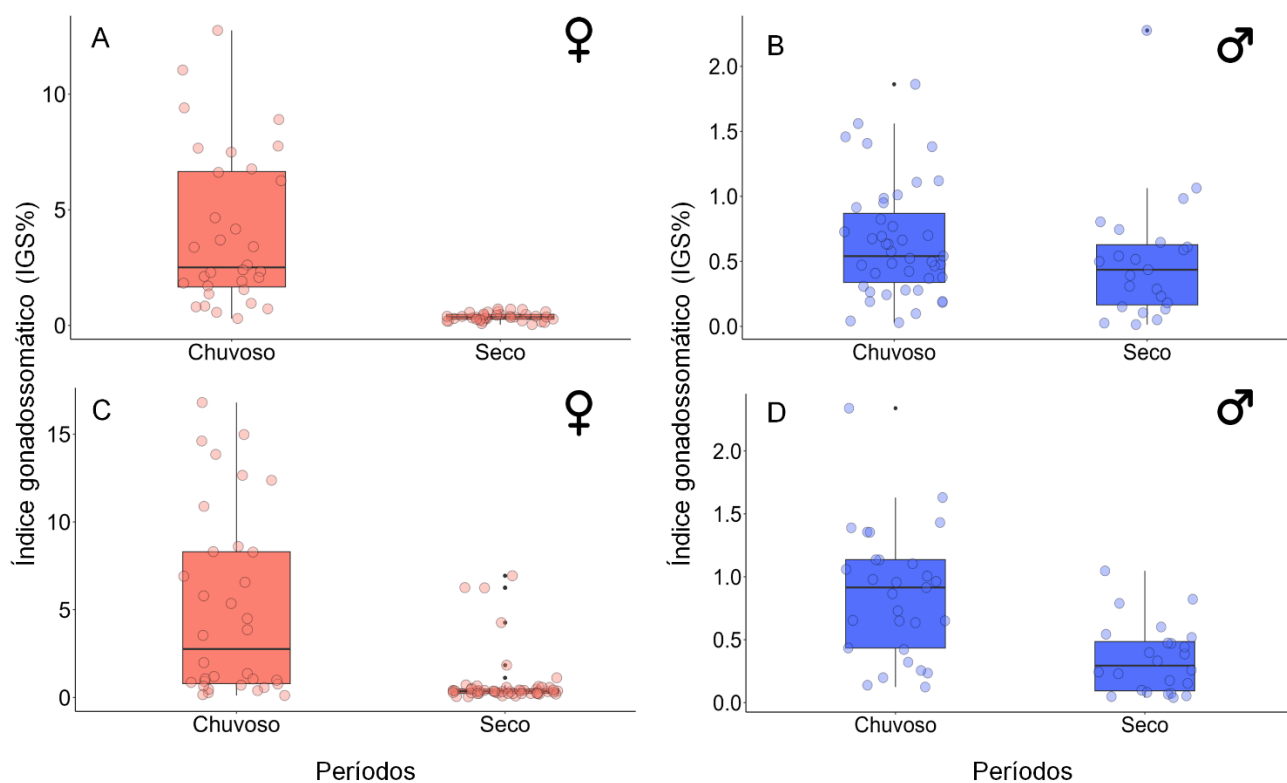 A
♀
Índice gonadossomático (IGS%)
10
5
0
Chuvoso
Seco
B
♂
Índice gonadossomático (IGS%)
2.0
1.5
1.0
0.5
0.0
Chuvoso
Seco
C
♀
15
10
5
0
Chuvoso
Seco
Períodos
D
♂
2.0
1.5
1.0
0.5
0.0
Chuvoso
Seco
Períodos